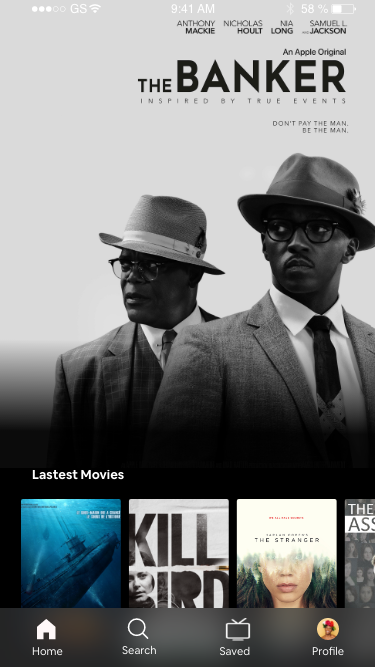 GS 9:41 AM 58 %
ANTHONY MACKIE NICHOLAS HOULT NIA LONG AND SAMUEL L. JACKSON
An Apple Original
THE BANKER
INSPIRED BY TRUE EVENTS
DON'T PAY THE MAN.
BE THE MAN.
Lastest Movies
KILL
BIRD
THE STRANGER
THE
ASS
Home Search Saved Profile